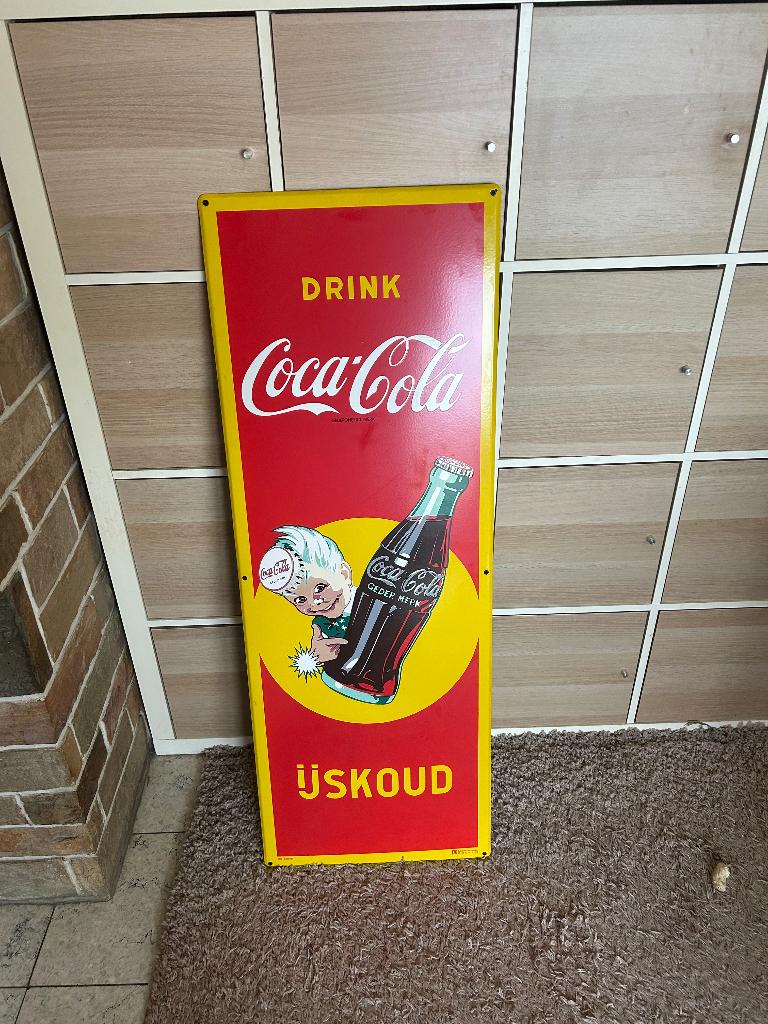 DRINK
Coca-Cola
Coca-Cola
Coca-Cola
GEDEP. MERK
IJSKOUD